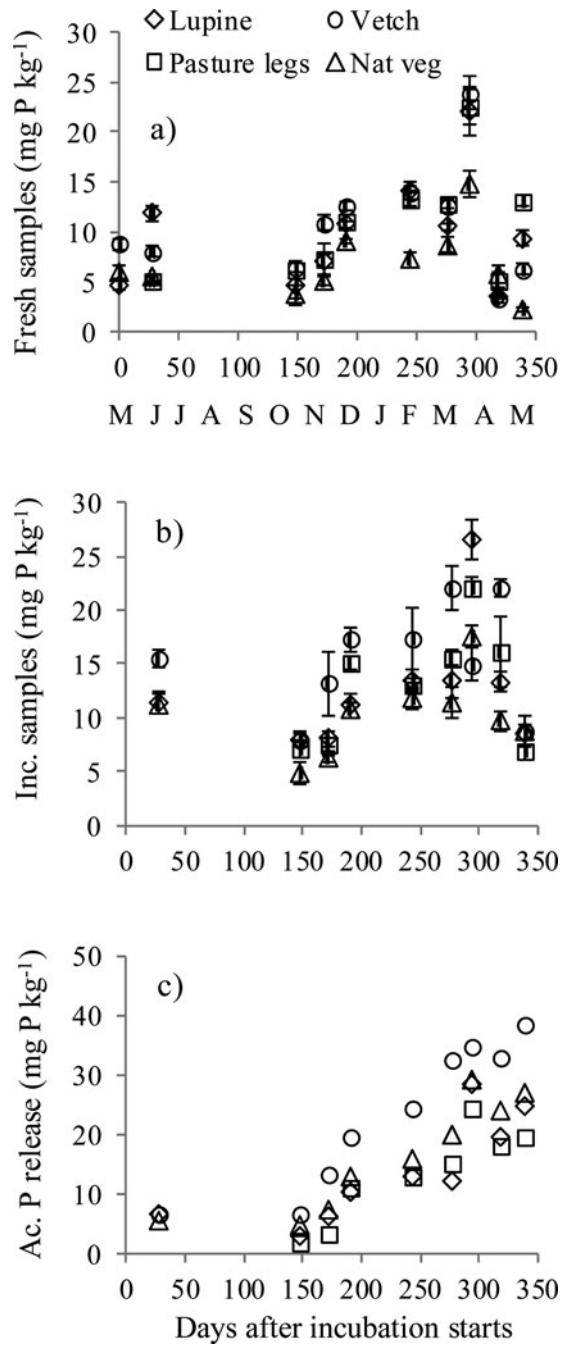 ◇ Lupine ○ Vetch
□ Pasture legs △ Nat veg
a)
Fresh samples (mg P kg⁻¹)
30
25
20
15
10
5
0
0 50 100 150 200 250 300 350
M J J A S O N D J F M A M
b)
Inc. samples (mg P kg⁻¹)
30
25
20
15
10
5
0
0 50 100 150 200 250 300 350
c)
Ac. P release (mg P kg⁻¹)
50
40
30
20
10
0
0 50 100 150 200 250 300 350
Days after incubation starts